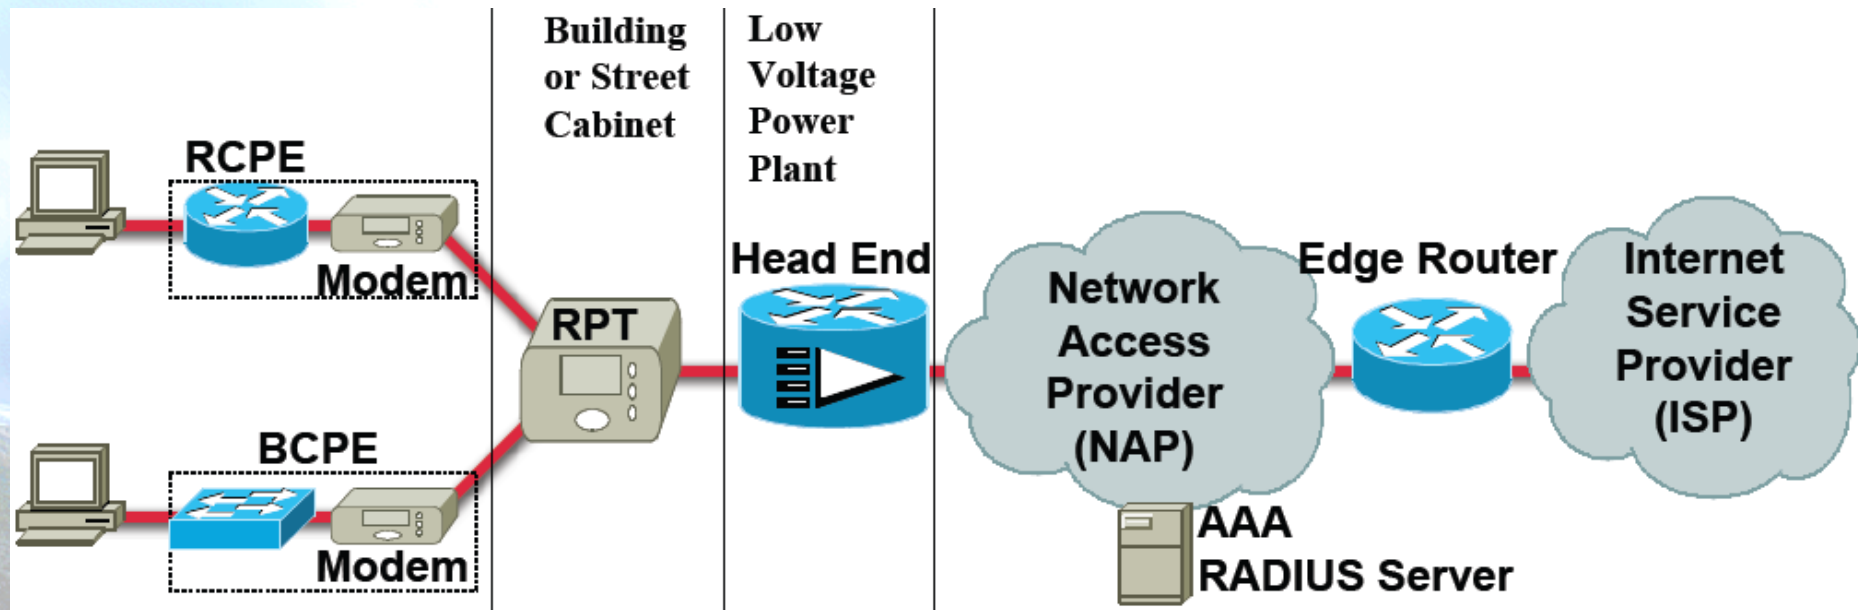 Building
or Street
Cabinet
Low
Voltage
Power
Plant
RCPE
Modem
BCPE
Modem
RPT
Head End
Network
Access
Provider
(NAP)
Edge Router
Internet
Service
Provider
(ISP)
AAA
RADIUS Server